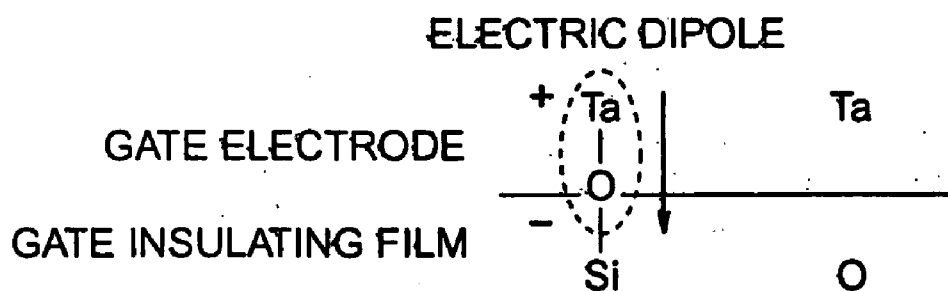 ELECTRIC DIPOLE
+ Ta Ta
GATE ELECTRODE
O
−
GATE INSULATING FILM
Si O